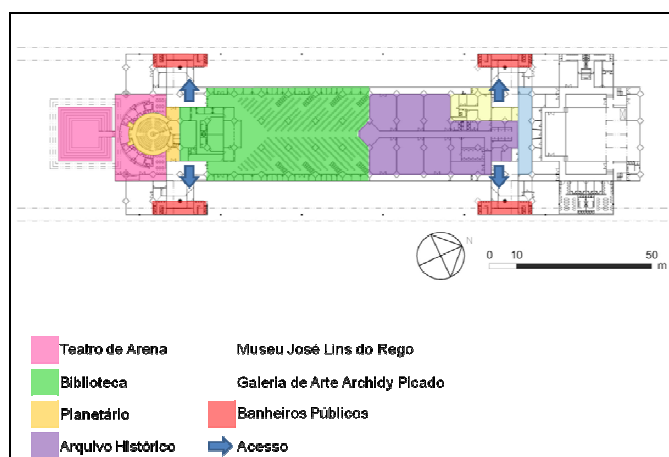 N
0 10 50
m
Teatro de Arena Museu José Lins do Rego
Biblioteca Galeria de Arte Archidy Picado
Planetário Banheiros Públicos
Arquivo Histórico Acesso